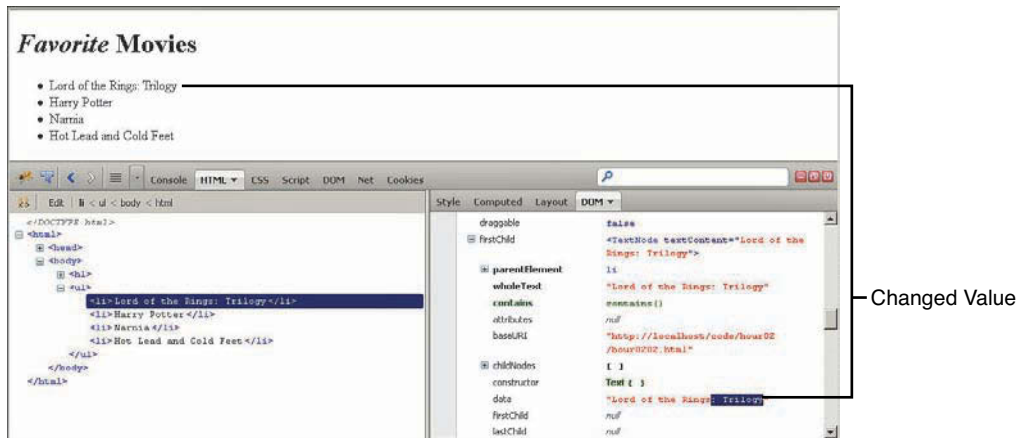 Favorite Movies
Lord of the Rings: Trilogy
Harry Potter
Narnia
Hot Lead and Cold Feet
Console HTML CSS Script DOM Net Cookies
Edit li < ul < body < html
Style Computed Layout DOM
<!DOCTYPE html>
<html>
<head>
<body>
<h1>
<ul>
<li>Lord of the Rings: Trilogy</li>
<li>Harry Potter</li>
<li>Narnia</li>
<li>Hot Lead and Cold Feet</li>
</ul>
</body>
</html>
draggable false
firstChild <TextNode textContent="Lord of the
Rings: Trilogy">
parentElement li
wholeText "Lord of the Rings: Trilogy"
contains contains()
attributes null
baseURI "http://localhost/code/hour02
/hour0202.html"
childNodes [ ]
constructor Text { }
data "Lord of the Rings: Trilogy
firstChild null
lastChild null
Changed Value